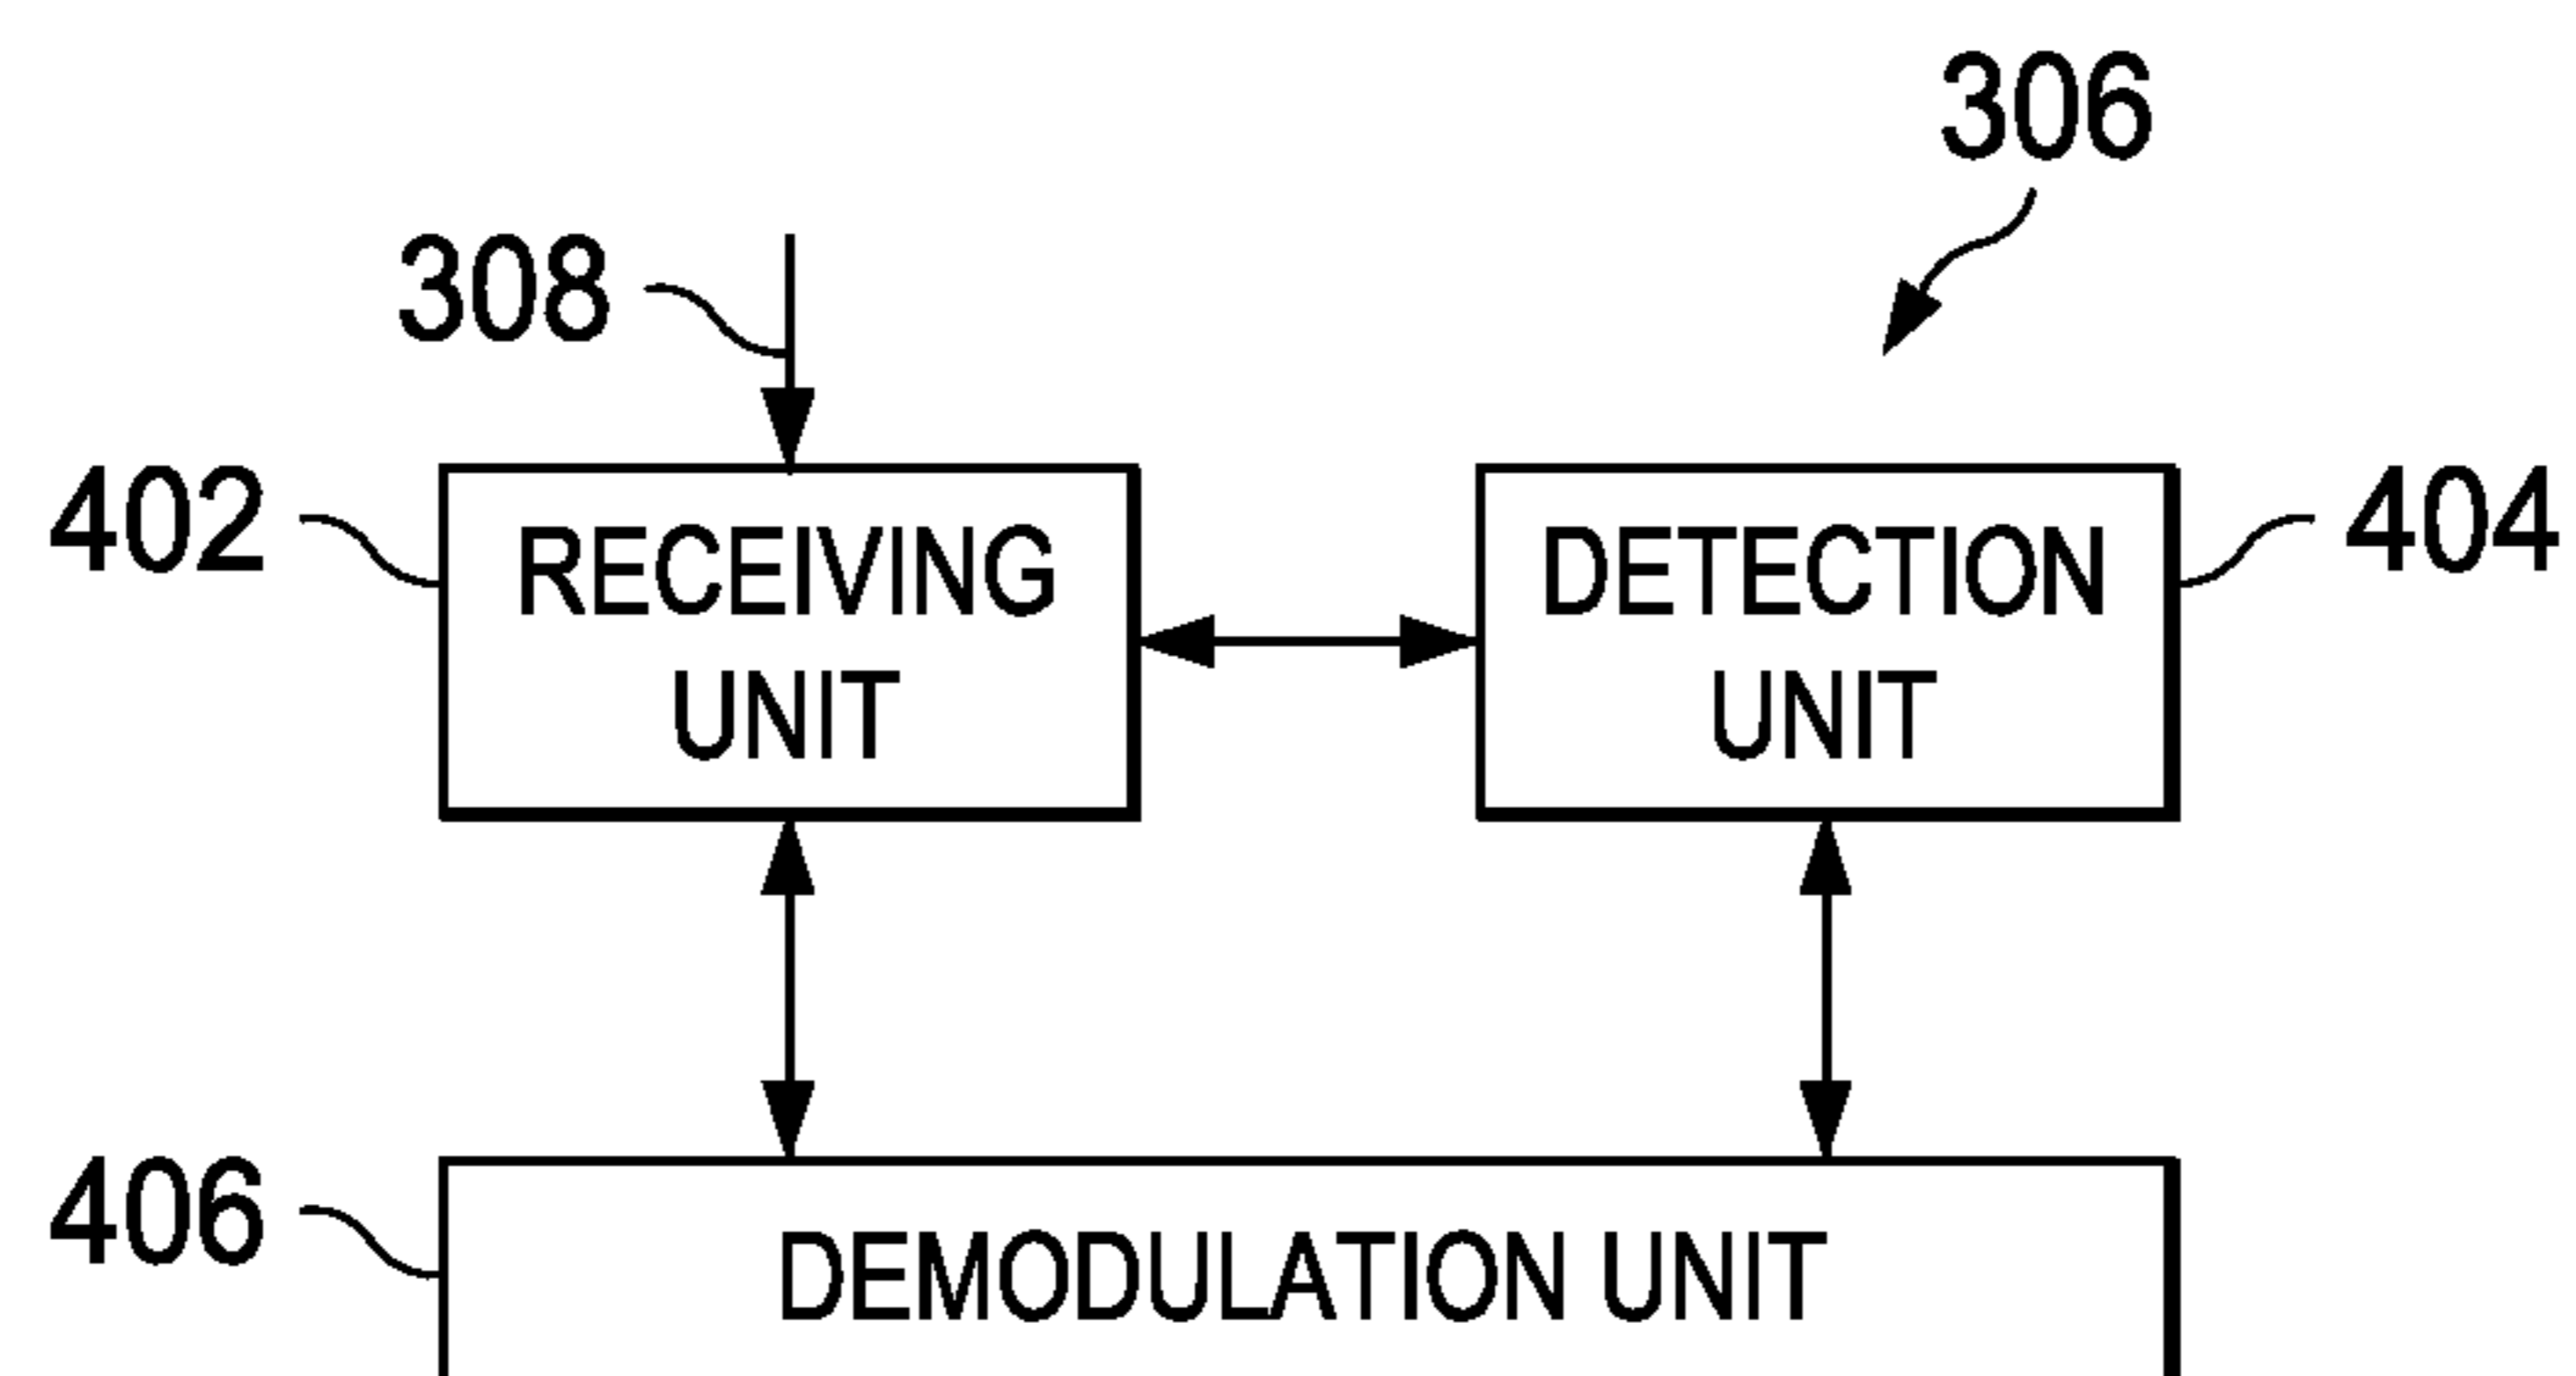 306
308
402
RECEIVING
UNIT
DETECTION
UNIT
404
406
DEMODULATION UNIT